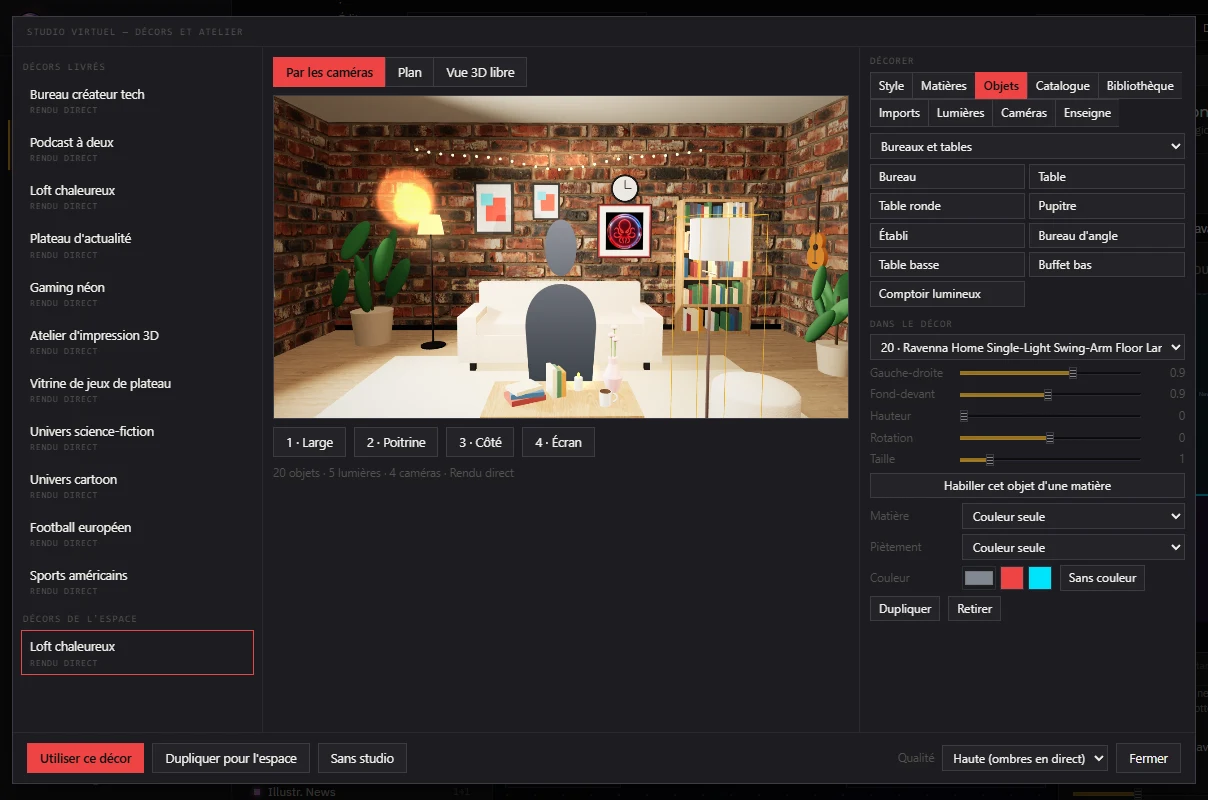 STUDIO VIRTUEL — DÉCORS ET ATELIER
DÉCORS LIVRÉS
Bureau créateur tech
RENDU DIRECT
Podcast à deux
RENDU DIRECT
Loft chaleureux
RENDU DIRECT
Plateau d'actualité
RENDU DIRECT
Gaming néon
RENDU DIRECT
Atelier d'impression 3D
RENDU DIRECT
Vitrine de jeux de plateau
RENDU DIRECT
Univers science-fiction
RENDU DIRECT
Univers cartoon
RENDU DIRECT
Football européen
RENDU DIRECT
Sports américains
RENDU DIRECT
DÉCORS DE L'ESPACE
Loft chaleureux
RENDU DIRECT
Par les caméras Plan Vue 3D libre
1 · Large 2 · Poitrine 3 · Côté 4 · Écran
20 objets · 5 lumières · 4 caméras · Rendu direct
DÉCORER
Style Matières Objets Catalogue Bibliothèque
Imports Lumières Caméras Enseigne
Bureaux et tables
Bureau Table
Table ronde Pupitre
Établi Bureau d'angle
Table basse Buffet bas
Comptoir lumineux
DANS LE DÉCOR
20 · Ravenna Home Single-Light Swing-Arm Floor Lar
Gauche-droite 0.9
Fond-devant 0.9
Hauteur 0
Rotation 0
Taille 1
Habiller cet objet d'une matière
Matière Couleur seule
Piètement Couleur seule
Couleur Sans couleur
Dupliquer Retirer
Utiliser ce décor Dupliquer pour l'espace Sans studio
Qualité Haute (ombres en direct) Fermer
Illustr. News